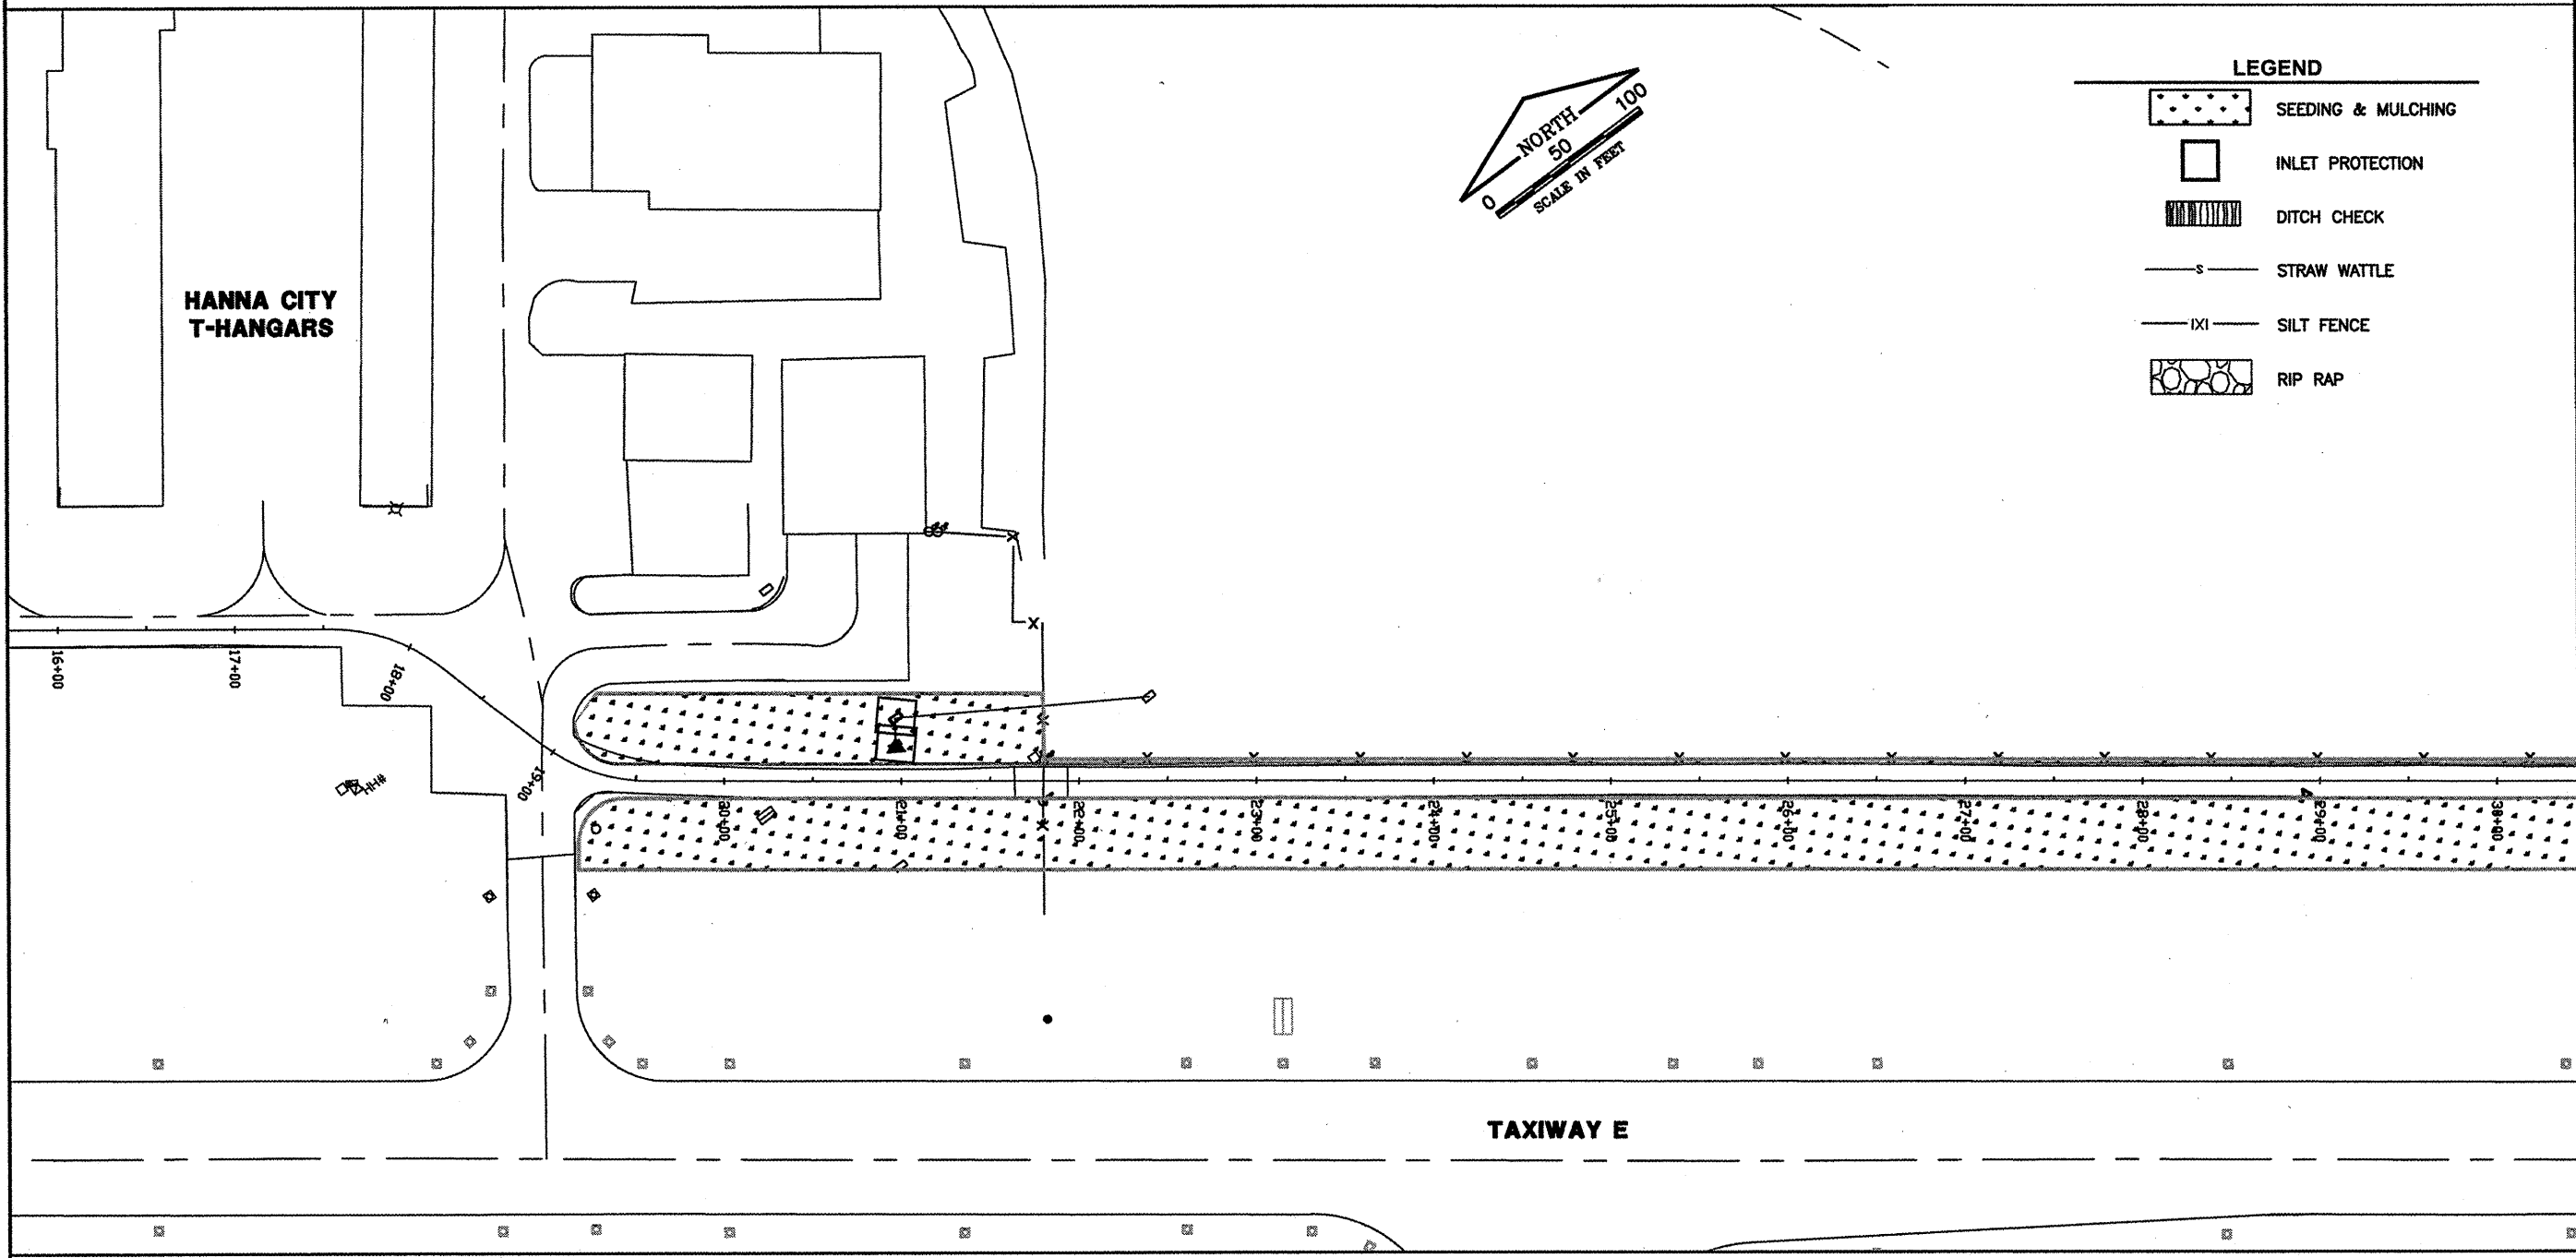 LEGEND
SEEDING & MULCHING
INLET PROTECTION
DITCH CHECK
S
STRAW WATTLE
IXI
SILT FENCE
RIP RAP
NORTH
0 50 100
SCALE IN FEET
HANNA CITY
T-HANGARS
16+00
17+00
18+00
19+00
20+00
21+00
22+00
23+00
24+00
25+00
26+00
27+00
28+00
29+00
30+00
HH#
TAXIWAY E